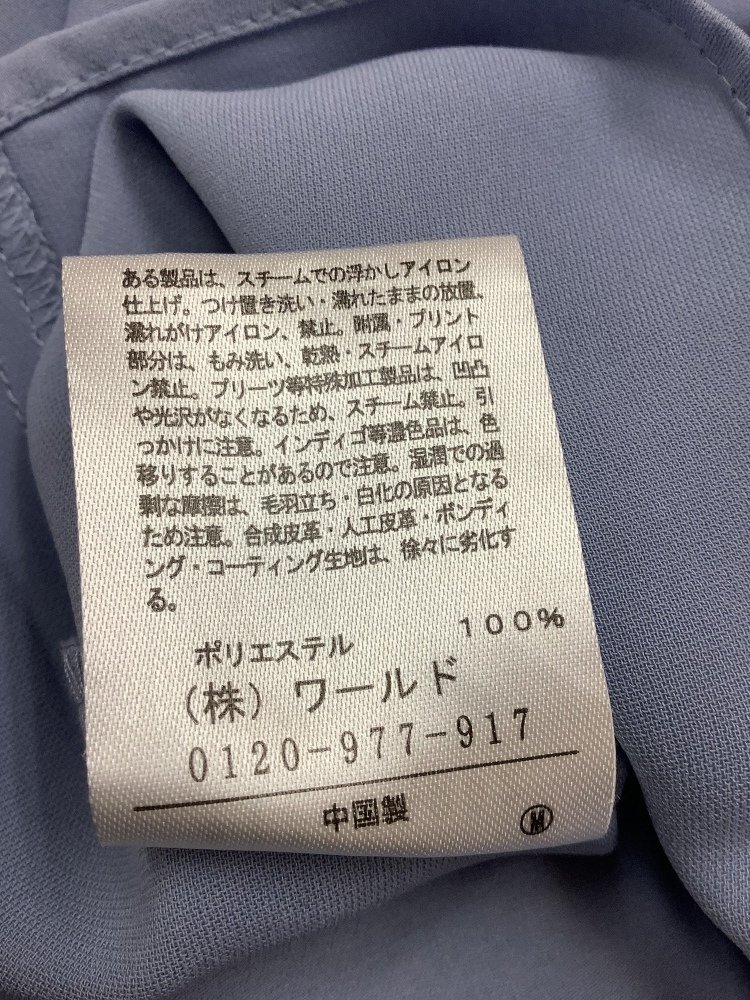 ある製品は、スチームでの浮かしアイロン
仕上げ。つけ置き洗い・濡れたままの放置、
濡れがけアイロン、禁止。附属・プリント
部分は、もみ洗い、乾熱・スチームアイロ
ン禁止。プリーツ等特殊加工製品は、凹凸
や光沢がなくなるため、スチーム禁止。引
っかけに注意。インディゴ等濃色品は、色
移りすることがあるので注意。湿潤での過
剰な摩擦は、毛羽立ち・白化の原因となる
ため注意。合成皮革・人工皮革・ボンディ
ング・コーティング生地は、徐々に劣化す
る。
ポリエステル 100%
(株) ワールド
0120-977-917
中国製 Ⓜ